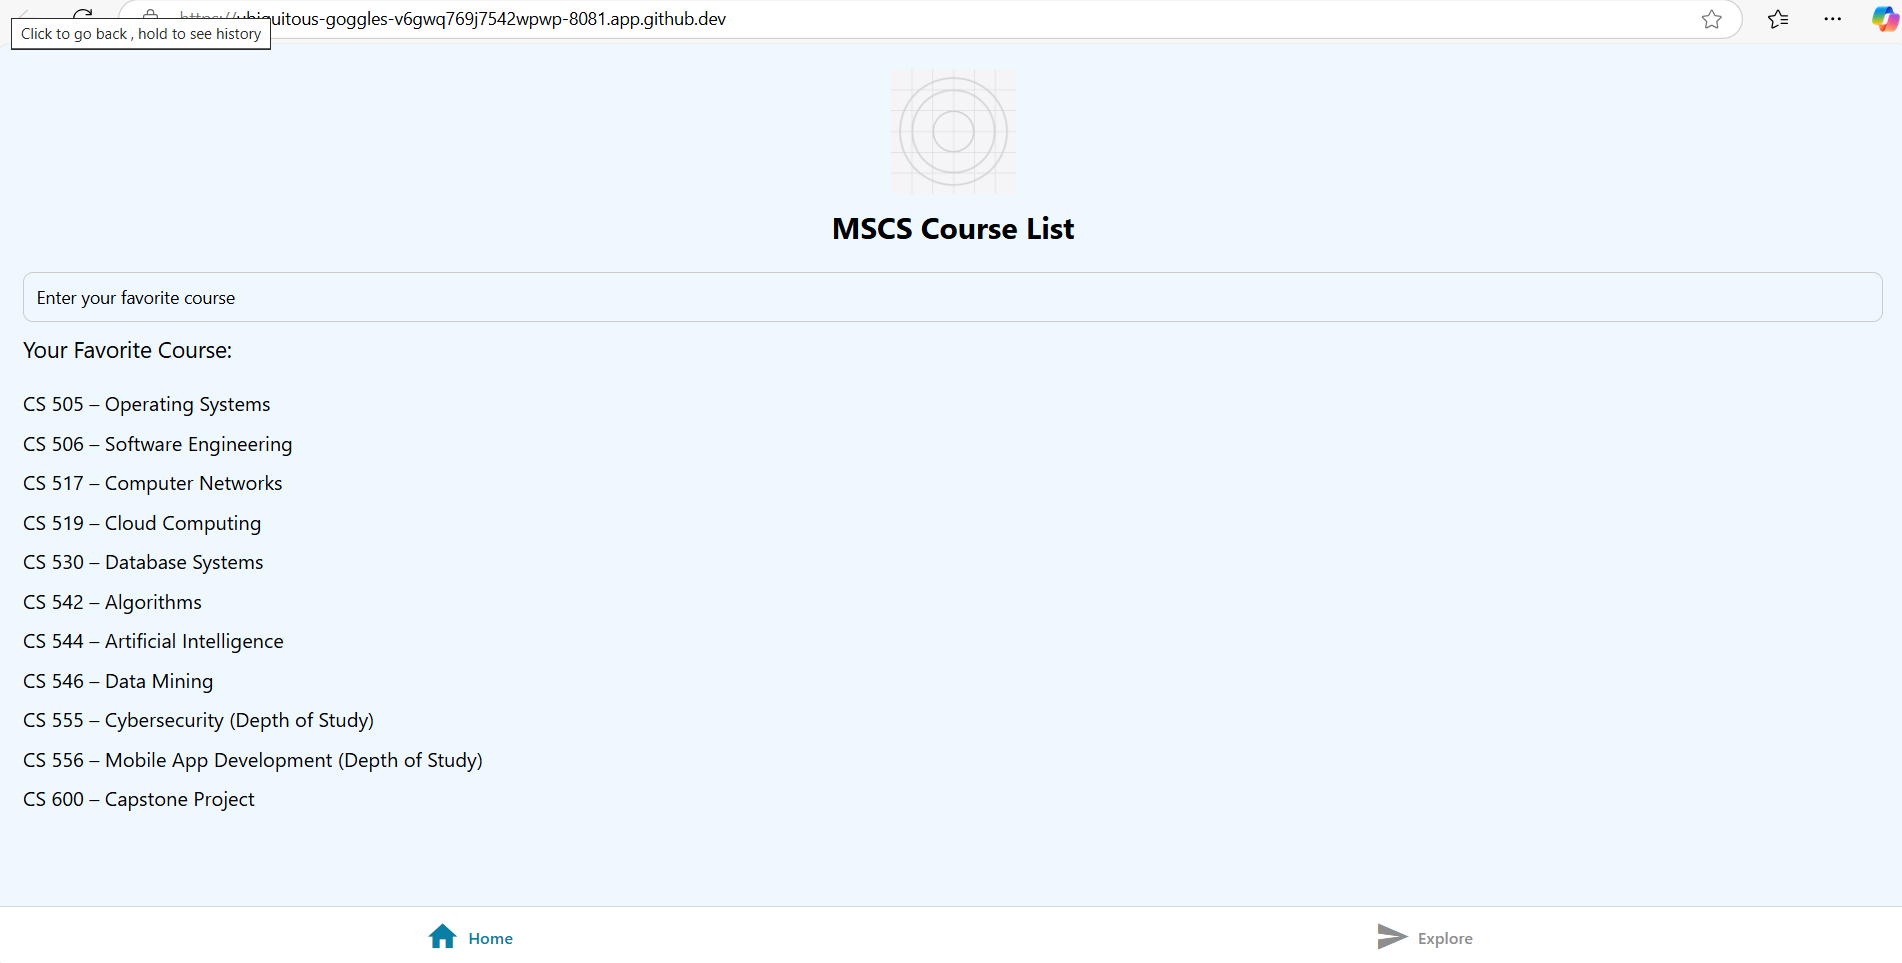 https://ubiquitous-goggles-v6gwq769j7542wpwp-8081.app.github.dev
Click to go back , hold to see history
MSCS Course List
Enter your favorite course
Your Favorite Course:
CS 505 – Operating Systems
CS 506 – Software Engineering
CS 517 – Computer Networks
CS 519 – Cloud Computing
CS 530 – Database Systems
CS 542 – Algorithms
CS 544 – Artificial Intelligence
CS 546 – Data Mining
CS 555 – Cybersecurity (Depth of Study)
CS 556 – Mobile App Development (Depth of Study)
CS 600 – Capstone Project
Home
Explore